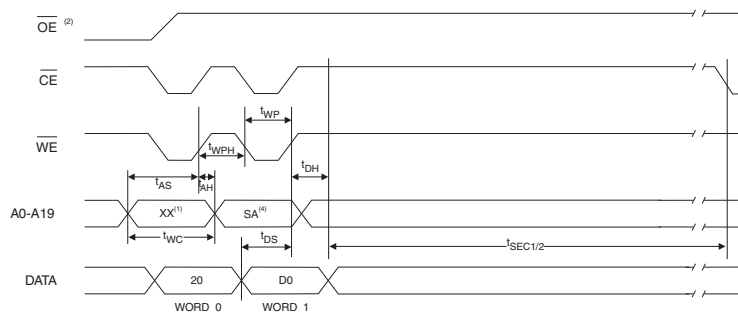 OE (2)
CE
tWP
WE
tWPH
tDH
tAS
tAH
A0-A19
XX(1)
SA(4)
tWC
tDS
tSEC1/2
DATA
20
D0
WORD 0
WORD 1